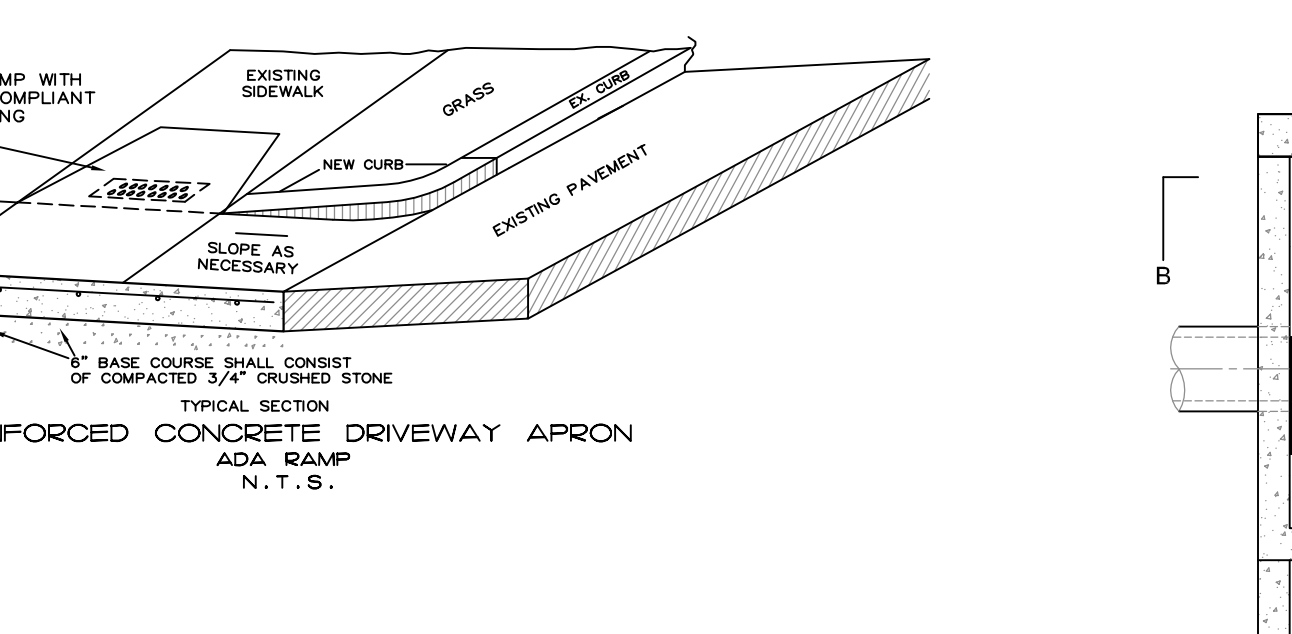 MP WITH
OMPLIANT
NG
EXISTING
SIDEWALK
GRASS
EX. CURB
NEW CURB
EXISTING PAVEMENT
SLOPE AS
NECESSARY
B
6" BASE COURSE SHALL CONSIST
OF COMPACTED 3/4" CRUSHED STONE
TYPICAL SECTION
NFORCED CONCRETE DRIVEWAY APRON
ADA RAMP
N.T.S.